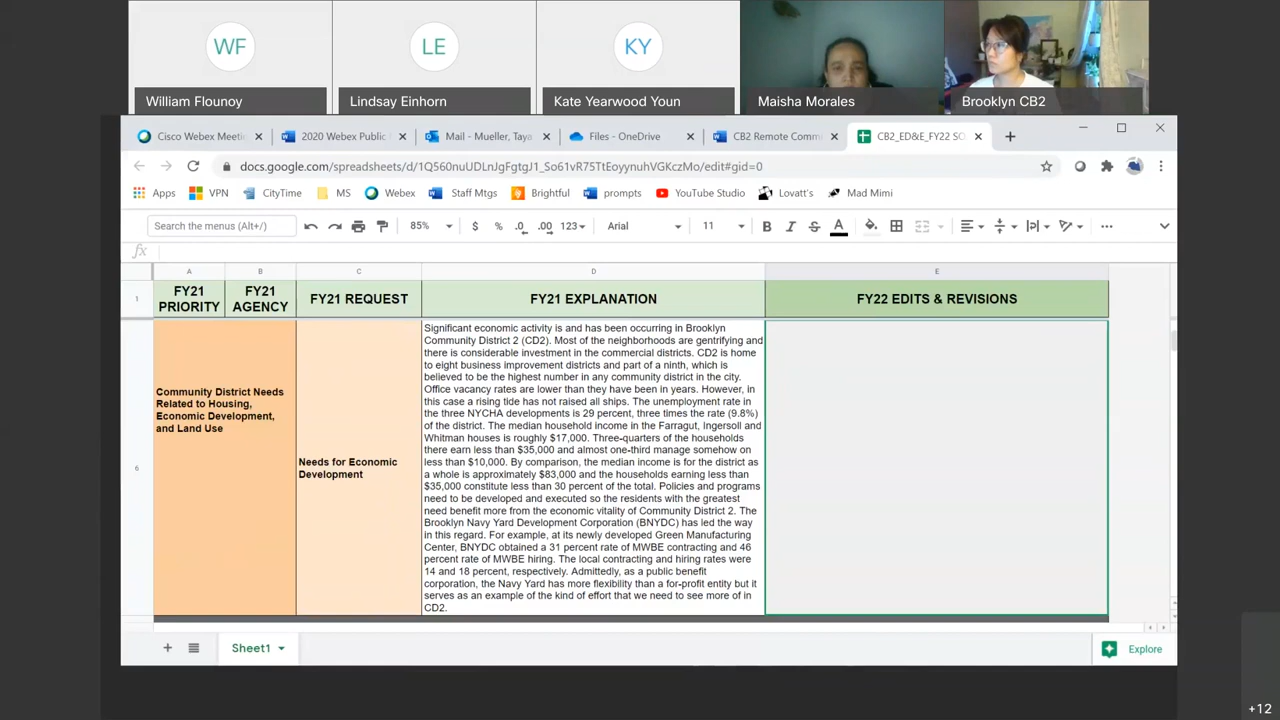 WF
LE
KY
William Flounoy
Lindsay Einhorn
Kate Yearwood Youn
Maisha Morales
Brooklyn CB2
Cisco Webex Meeti
2020 Webex Public
Mail - Mueller, Taya
Files - OneDrive
CB2 Remote Comm
CB2_ED&E_FY22 SO
docs.google.com/spreadsheets/d/1Q560nuUDLnJgFgtgJ1_So61vR75TtEoyynuhVGKczMo/edit#gid=0
Apps
VPN
CityTime
MS
Webex
Staff Mtgs
Brightful
prompts
YouTube Studio
Lovatt's
Mad Mimi
Search the menus (Alt+/)
85%
$
%
.0
.00
123
Arial
11
B
I
S
A
fx
A
B
C
D
E
1
FY21
PRIORITY
FY21
AGENCY
FY21 REQUEST
FY21 EXPLANATION
FY22 EDITS & REVISIONS
6
Community District Needs
Related to Housing,
Economic Development,
and Land Use
Needs for Economic
Development
Significant economic activity is and has been occurring in Brooklyn
Community District 2 (CD2). Most of the neighborhoods are gentrifying and
there is considerable investment in the commercial districts. CD2 is home
to eight business improvement districts and part of a ninth, which is
believed to be the highest number in any community district in the city.
Office vacancy rates are lower than they have been in years. However, in
this case a rising tide has not raised all ships. The unemployment rate in
the three NYCHA developments is 29 percent, three times the rate (9.8%)
of the district. The median household income in the Farragut, Ingersoll and
Whitman houses is roughly $17,000. Three-quarters of the households
there earn less than $35,000 and almost one-third manage somehow on
less than $10,000. By comparison, the median income is for the district as
a whole is approximately $83,000 and the households earning less than
$35,000 constitute less than 30 percent of the total. Policies and programs
need to be developed and executed so the residents with the greatest
need benefit more from the economic vitality of Community District 2. The
Brooklyn Navy Yard Development Corporation (BNYDC) has led the way
in this regard. For example, at its newly developed Green Manufacturing
Center, BNYDC obtained a 31 percent rate of MWBE contracting and 46
percent rate of MWBE hiring. The local contracting and hiring rates were
14 and 18 percent, respectively. Admittedly, as a public benefit
corporation, the Navy Yard has more flexibility than a for-profit entity but it
serves as an example of the kind of effort that we need to see more of in
CD2.
Sheet1
Explore
+12